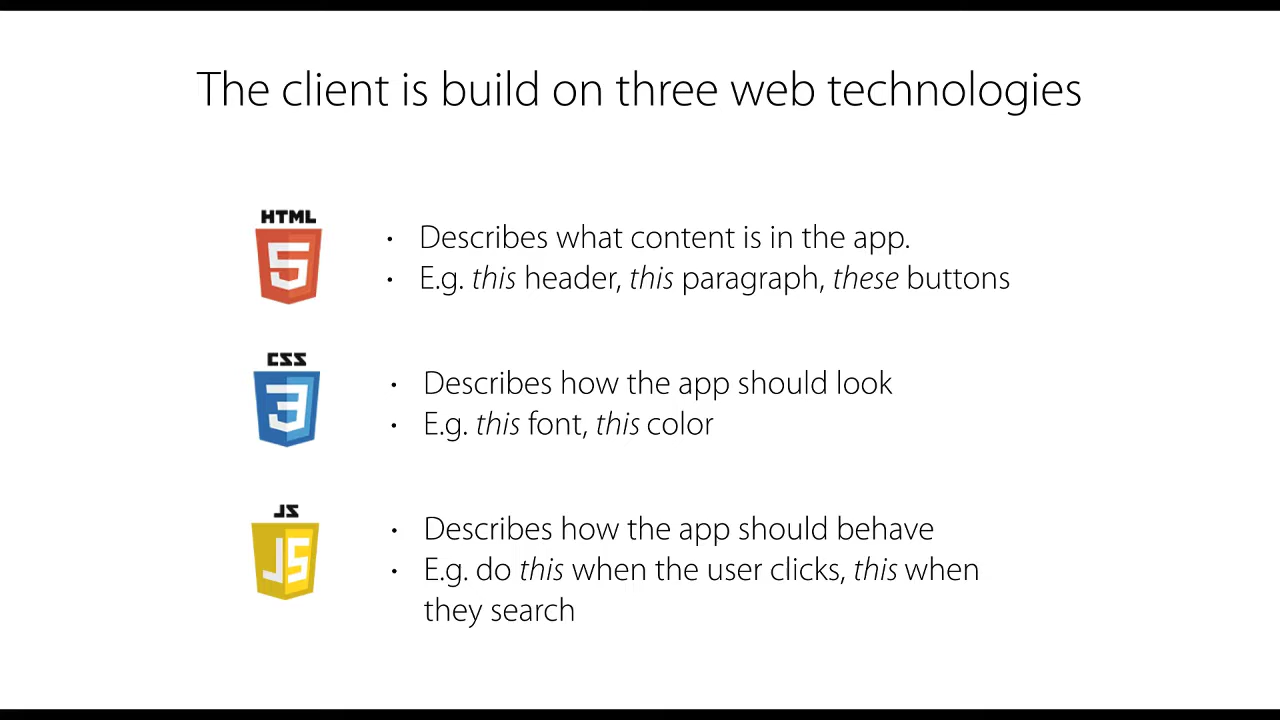 The client is build on three web technologies
HTML
5
• Describes what content is in the app.
• E.g. this header, this paragraph, these buttons
CSS
3
• Describes how the app should look
• E.g. this font, this color
JS
JS
• Describes how the app should behave
• E.g. do this when the user clicks, this when
they search